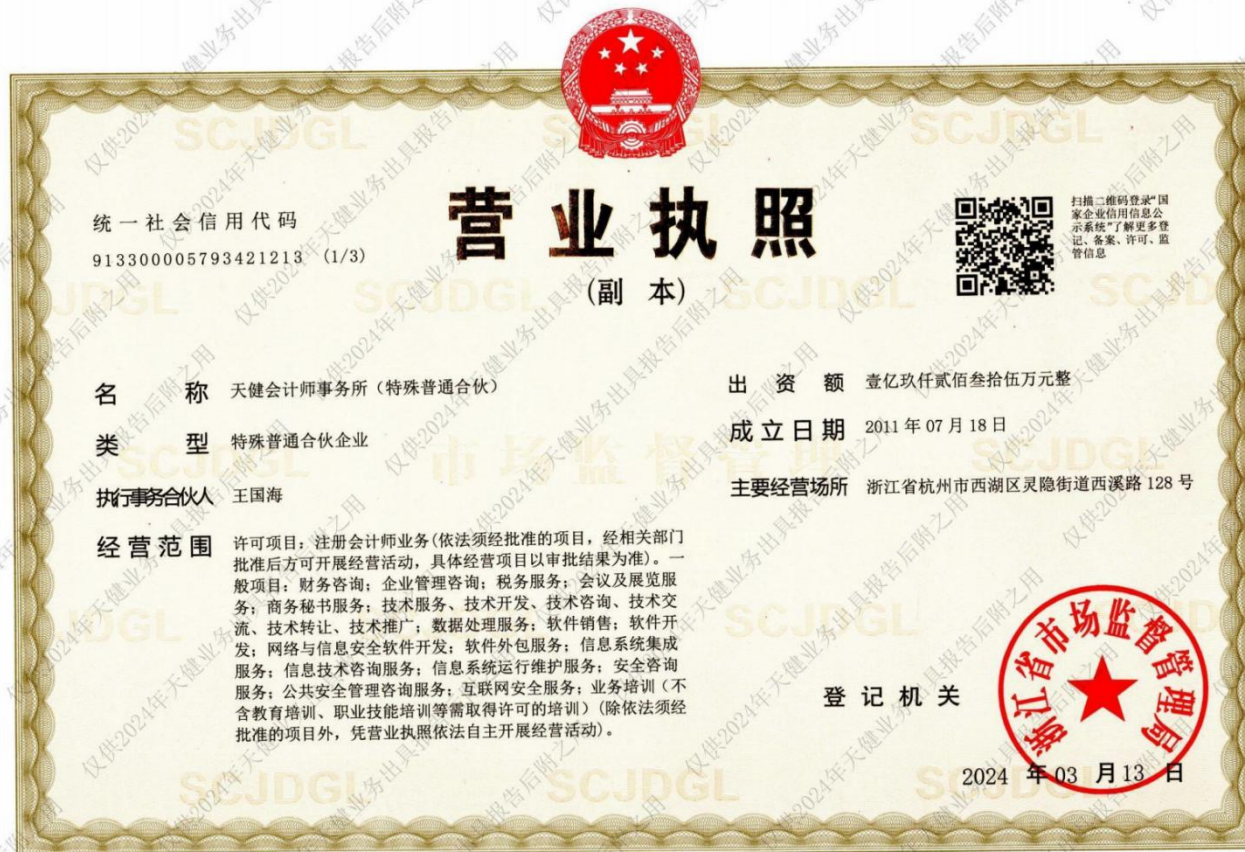 营业执照
(副 本)
统一社会信用代码
913300005793421213 (1/3)
扫描二维码登录“国
家企业信用信息公
示系统”了解更多登
记、备案、许可、监
管信息
名 称 天健会计师事务所（特殊普通合伙）
类 型 特殊普通合伙企业
执行事务合伙人 王国海
经营范围 许可项目：注册会计师业务(依法须经批准的项目，经相关部门
批准后方可开展经营活动，具体经营项目以审批结果为准)。一
般项目：财务咨询；企业管理咨询；税务服务；会议及展览服
务；商务秘书服务；技术服务、技术开发、技术咨询、技术交
流、技术转让、技术推广；数据处理服务；软件销售；软件开
发；网络与信息安全软件开发；软件外包服务；信息系统集成
服务；信息技术咨询服务；信息系统运行维护服务；安全咨询
服务；公共安全管理咨询服务；互联网安全服务；业务培训（不
含教育培训、职业技能培训等需取得许可的培训）(除依法须经
批准的项目外，凭营业执照依法自主开展经营活动)。
出 资 额 壹亿玖仟贰佰叁拾伍万元整
成立日期 2011 年 07 月 18 日
主要经营场所 浙江省杭州市西湖区灵隐街道西溪路 128 号
登记机关
浙江省市场监督管理局
2024 年 03 月 13 日
SCJDGL
市场监督管理
仅供2024年天健业务出具报告后附之用